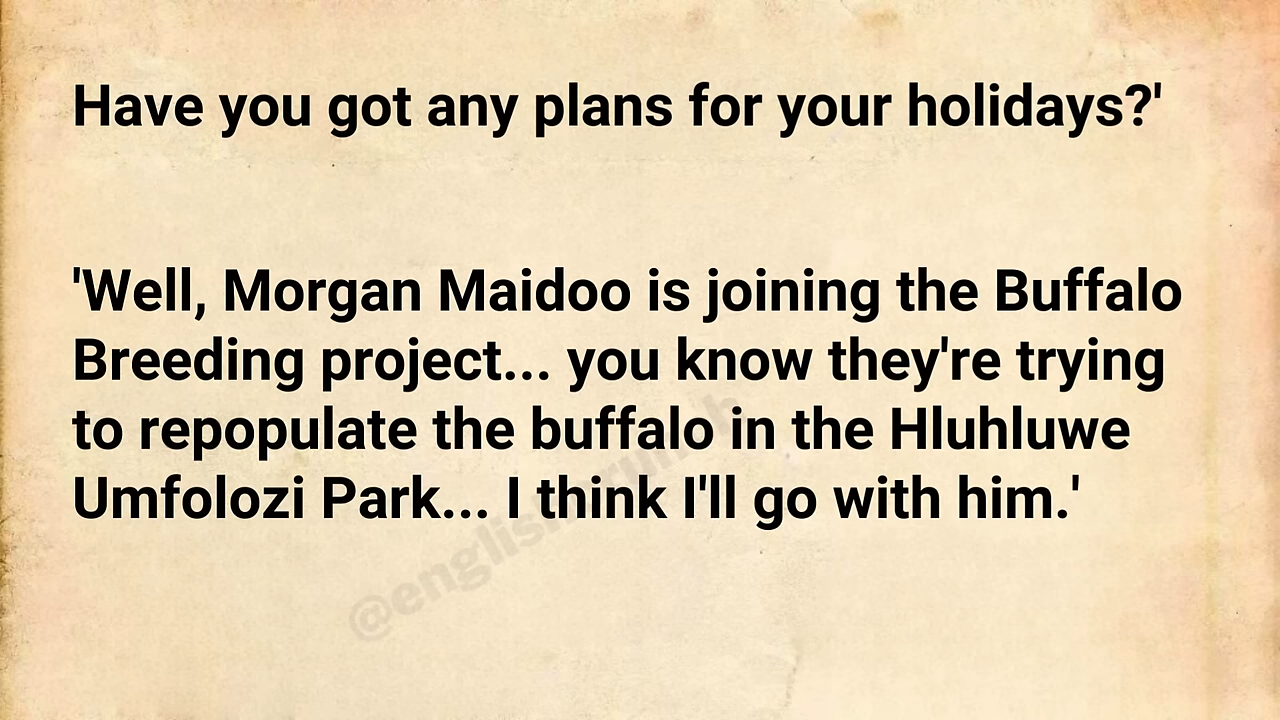 Have you got any plans for your holidays?'
'Well, Morgan Maidoo is joining the Buffalo
Breeding project... you know they're trying
to repopulate the buffalo in the Hluhluwe
Umfolozi Park... I think I'll go with him.'